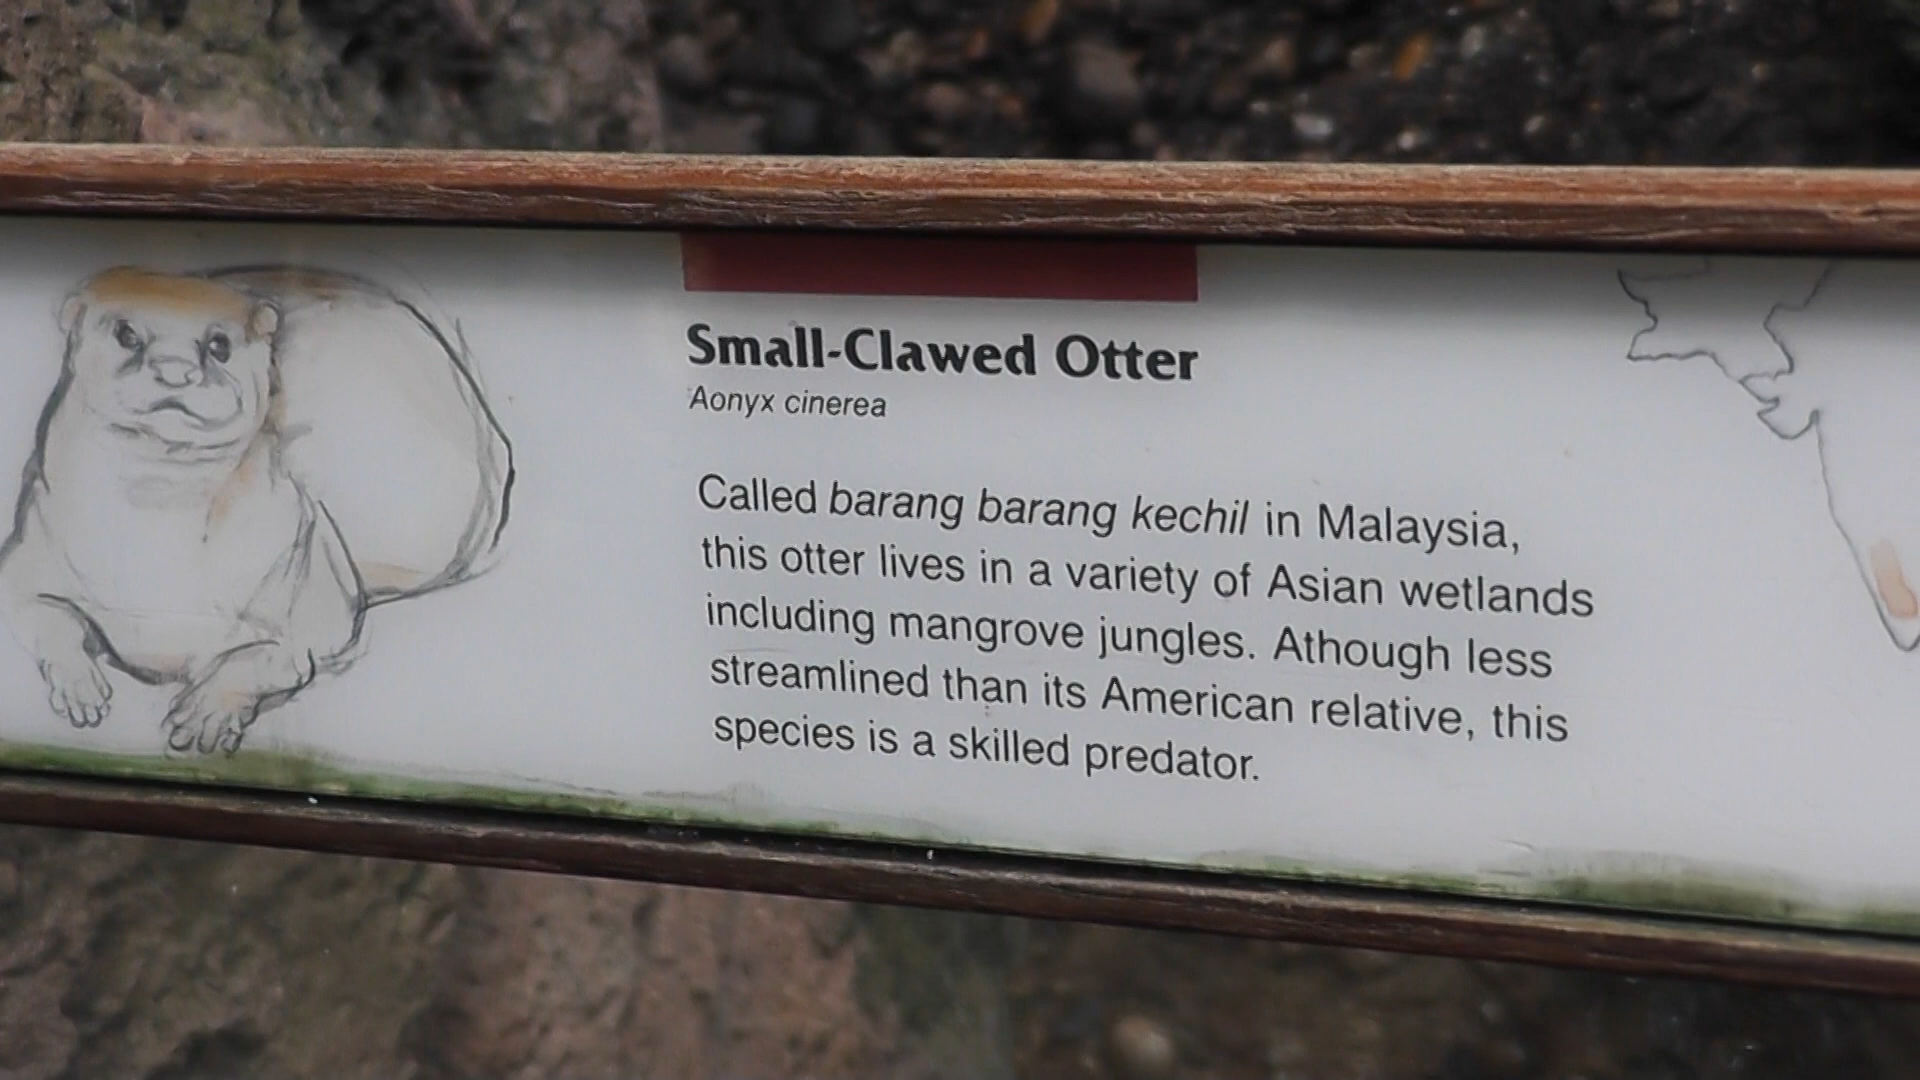 Small-Clawed Otter
Aonyx cinerea
Called barang barang kechil in Malaysia,
this otter lives in a variety of Asian wetlands
including mangrove jungles. Athough less
streamlined than its American relative, this
species is a skilled predator.